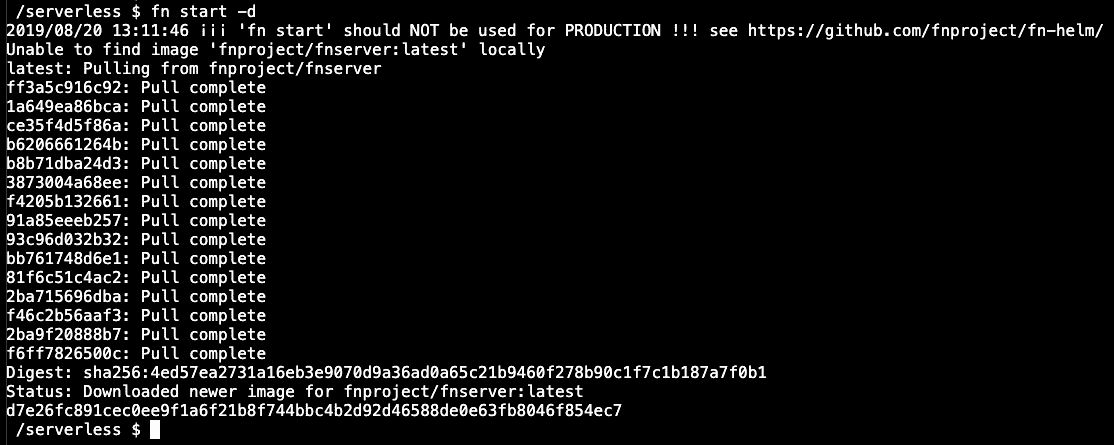 /serverless $ fn start -d
2019/08/20 13:11:46 ¡¡¡ 'fn start' should NOT be used for PRODUCTION !!! see https://github.com/fnproject/fn-helm/
Unable to find image 'fnproject/fnserver:latest' locally
latest: Pulling from fnproject/fnserver
ff3a5c916c92: Pull complete
1a649ea86bca: Pull complete
ce35f4d5f86a: Pull complete
b6206661264b: Pull complete
b8b71dba24d3: Pull complete
3873004a68ee: Pull complete
f4205b132661: Pull complete
91a85eeeb257: Pull complete
93c96d032b32: Pull complete
bb761748d6e1: Pull complete
81f6c51c4ac2: Pull complete
2ba715696dba: Pull complete
f46c2b56aaf3: Pull complete
2ba9f20888b7: Pull complete
f6ff7826500c: Pull complete
Digest: sha256:4ed57ea2731a16eb3e9070d9a36ad0a65c21b9460f278b90c1f7c1b187a7f0b1
Status: Downloaded newer image for fnproject/fnserver:latest
d7e26fc891cec0ee9f1a6f21b8f744bbc4b2d92d46588de0e63fb8046f854ec7
/serverless $